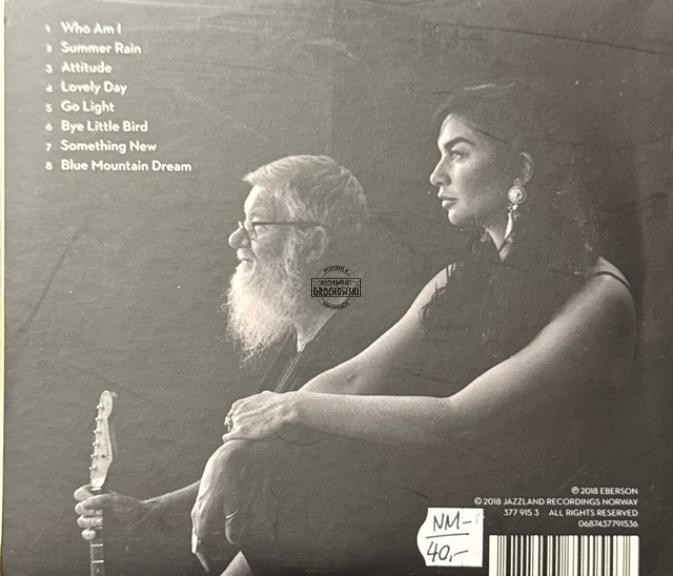 1 Who Am I
2 Summer Rain
3 Attitude
4 Lovely Day
5 Go Light
6 Bye Little Bird
7 Something New
8 Blue Mountain Dream
GROCHOWSKI
℗ 2018 EBERSON
© 2018 JAZZLAND RECORDINGS NORWAY
377 915 3 ALL RIGHTS RESERVED
0687437791536
NM-
40,-